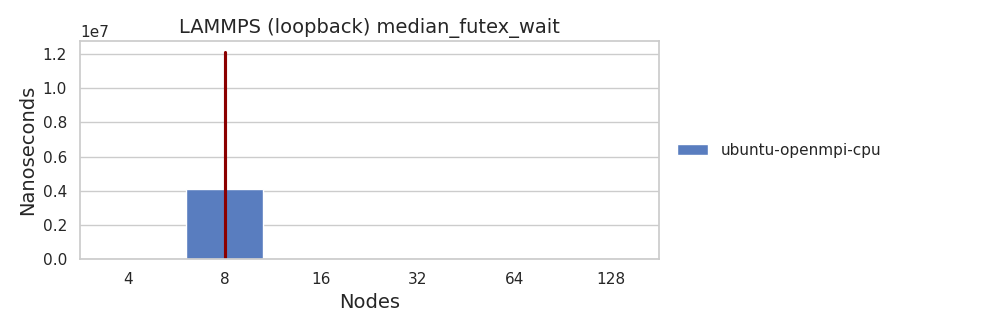 LAMMPS (loopback) median_futex_wait
1e7
1.2
1.0
0.8
0.6
0.4
0.2
0.0
Nanoseconds
4 8 16 32 64 128
Nodes
ubuntu-openmpi-cpu